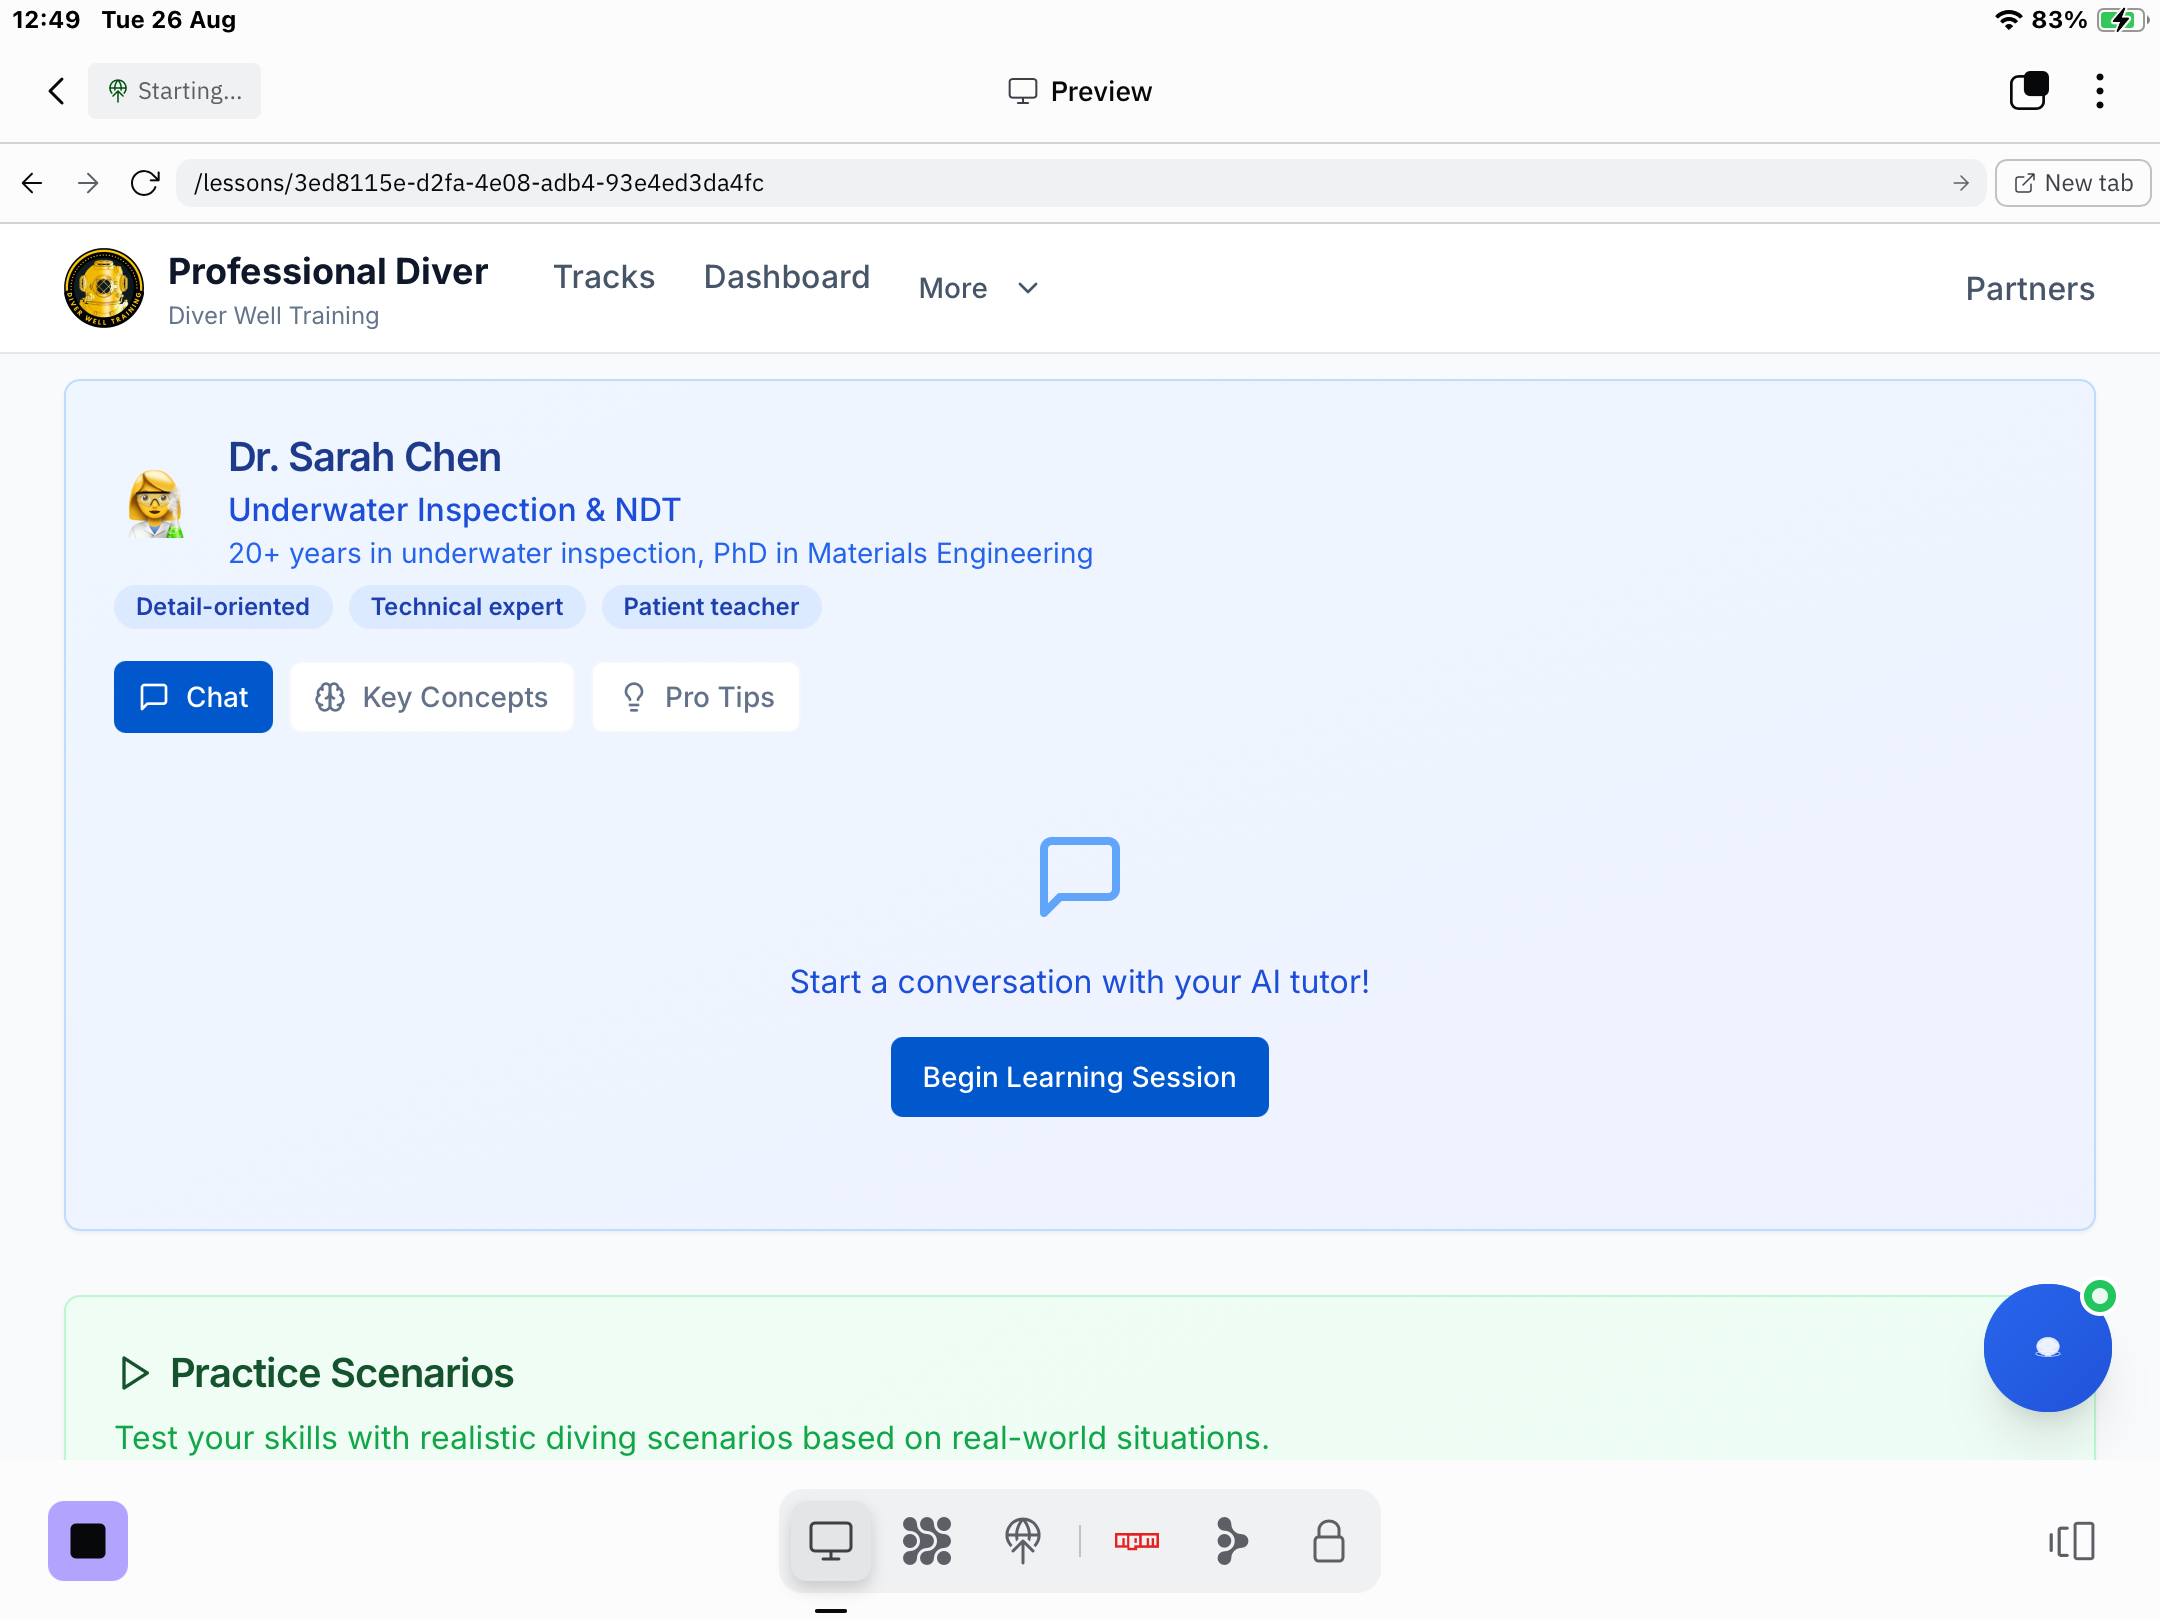 12:49 Tue 26 Aug
83%
Starting...
Preview
/lessons/3ed8115e-d2fa-4e08-adb4-93e4ed3da4fc
New tab
DIVER WELL TRAINING
Professional Diver
Diver Well Training
Tracks
Dashboard
More
Partners
Dr. Sarah Chen
Underwater Inspection & NDT
20+ years in underwater inspection, PhD in Materials Engineering
Detail-oriented
Technical expert
Patient teacher
Chat
Key Concepts
Pro Tips
Start a conversation with your AI tutor!
Begin Learning Session
Practice Scenarios
Test your skills with realistic diving scenarios based on real-world situations.
npm